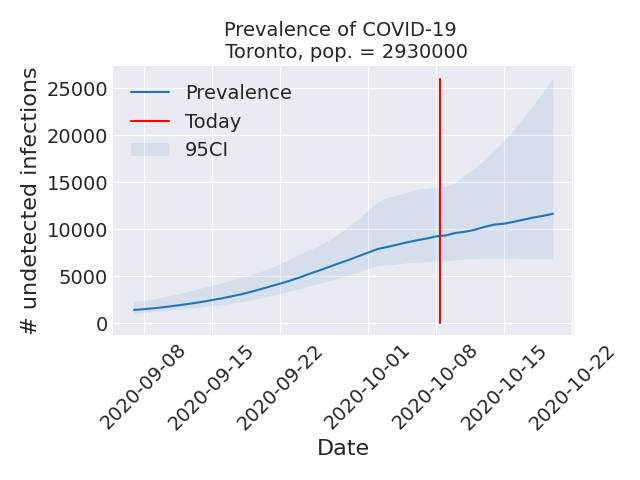 Prevalence of COVID-19
Toronto, pop. = 2930000
# undetected infections
25000
20000
15000
10000
5000
0
Prevalence
Today
95CI
2020-09-08
2020-09-15
2020-09-22
2020-10-01
2020-10-08
2020-10-15
2020-10-22
Date